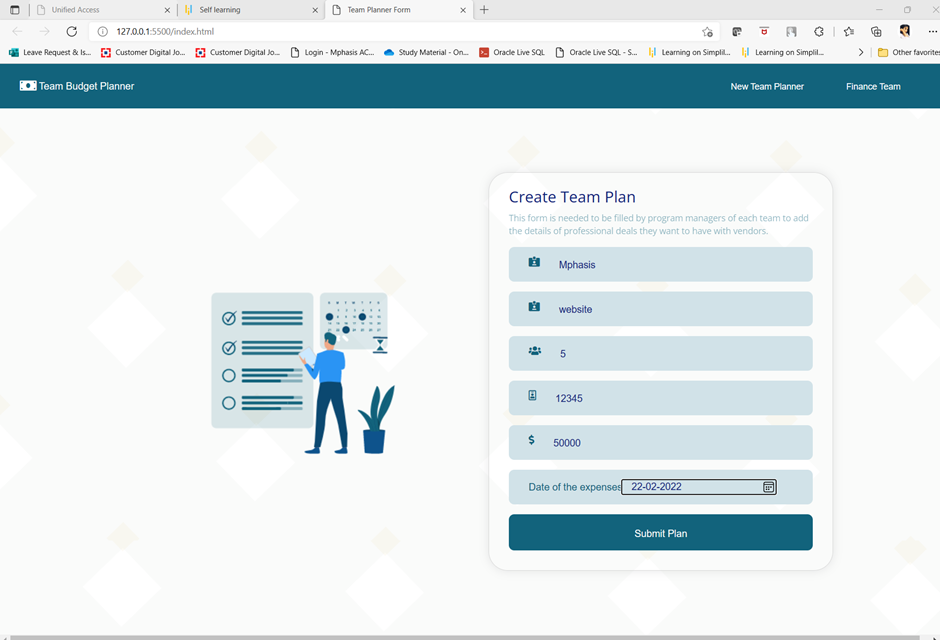 Unified Access
Self learning
Team Planner Form
127.0.0.1:5500/index.html
Leave Request & Is...
Customer Digital Jo...
Customer Digital Jo...
Login - Mphasis AC...
Study Material - On...
Oracle Live SQL
Oracle Live SQL - S...
Learning on Simplil...
Learning on Simplil...
Other favorites
Team Budget Planner
New Team Planner
Finance Team
Create Team Plan
This form is needed to be filled by program managers of each team to add
the details of professional deals they want to have with vendors.
Mphasis
website
5
12345
$ 50000
Date of the expenses 22-02-2022
Submit Plan